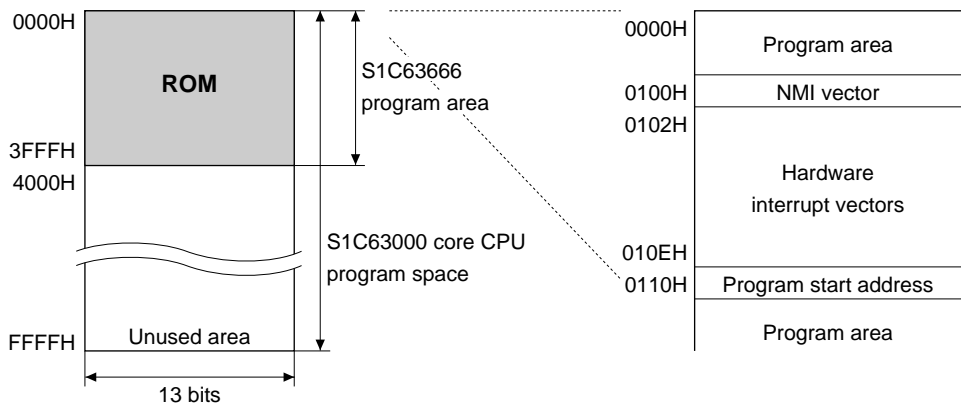 0000H
ROM
3FFFH
4000H
FFFFH
Unused area
13 bits
S1C63666
program area
S1C63000 core CPU
program space
0000H
Program area
0100H
NMI vector
0102H
Hardware
interrupt vectors
010EH
0110H
Program start address
Program area